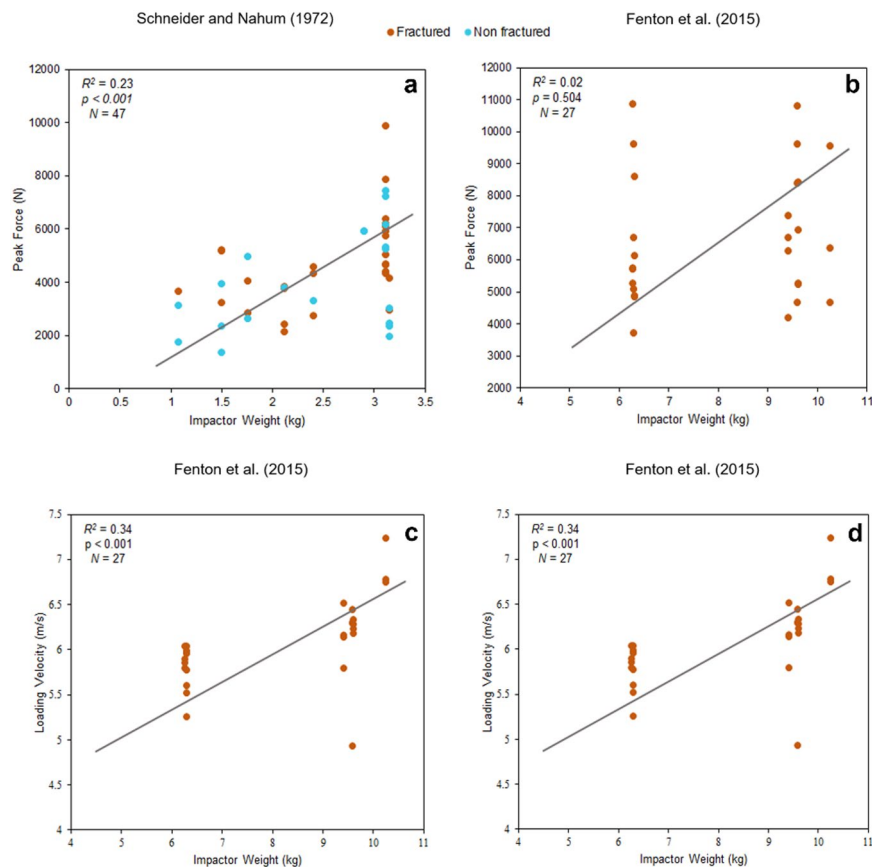 Schneider and Nahum (1972)
Fractured Non fractured
Fenton et al. (2015)
a
R² = 0.23
p < 0.001
N = 47
12000
10000
8000
6000
4000
2000
0
Peak Force (N)
0 0.5 1 1.5 2 2.5 3 3.5
Impactor Weight (kg)
b
R² = 0.02
p = 0.504
N = 27
12000
11000
10000
9000
8000
7000
6000
5000
4000
3000
2000
Peak Force (N)
4 5 6 7 8 9 10 11
Impactor Weight (kg)
Fenton et al. (2015)
c
R² = 0.34
p < 0.001
N = 27
7.5
7
6.5
6
5.5
5
4.5
4
Loading Velocity (m/s)
4 5 6 7 8 9 10 11
Impactor Weight (kg)
Fenton et al. (2015)
d
R² = 0.34
p < 0.001
N = 27
7.5
7
6.5
6
5.5
5
4.5
4
Loading Velocity (m/s)
4 5 6 7 8 9 10 11
Impactor Weight (kg)